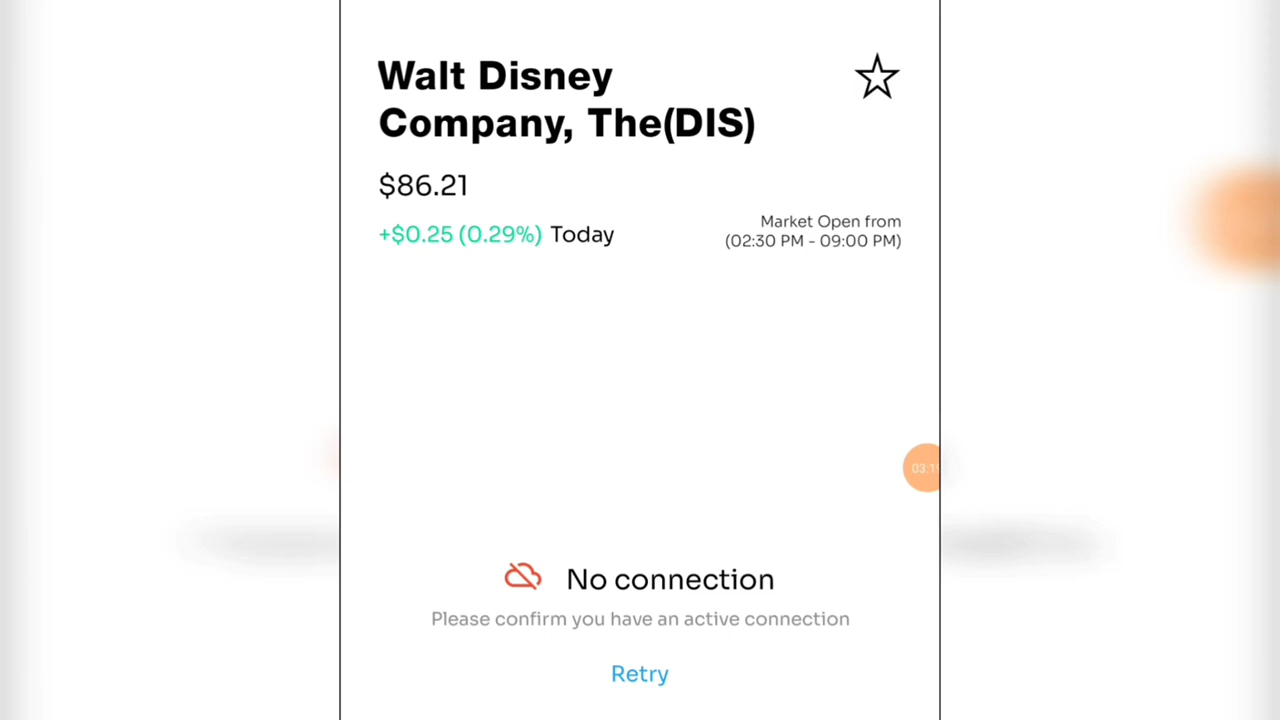 Walt Disney
Company, The(DIS)
$86.21
+$0.25 (0.29%) Today
Market Open from
(02:30 PM - 09:00 PM)
No connection
Please confirm you have an active connection
Retry